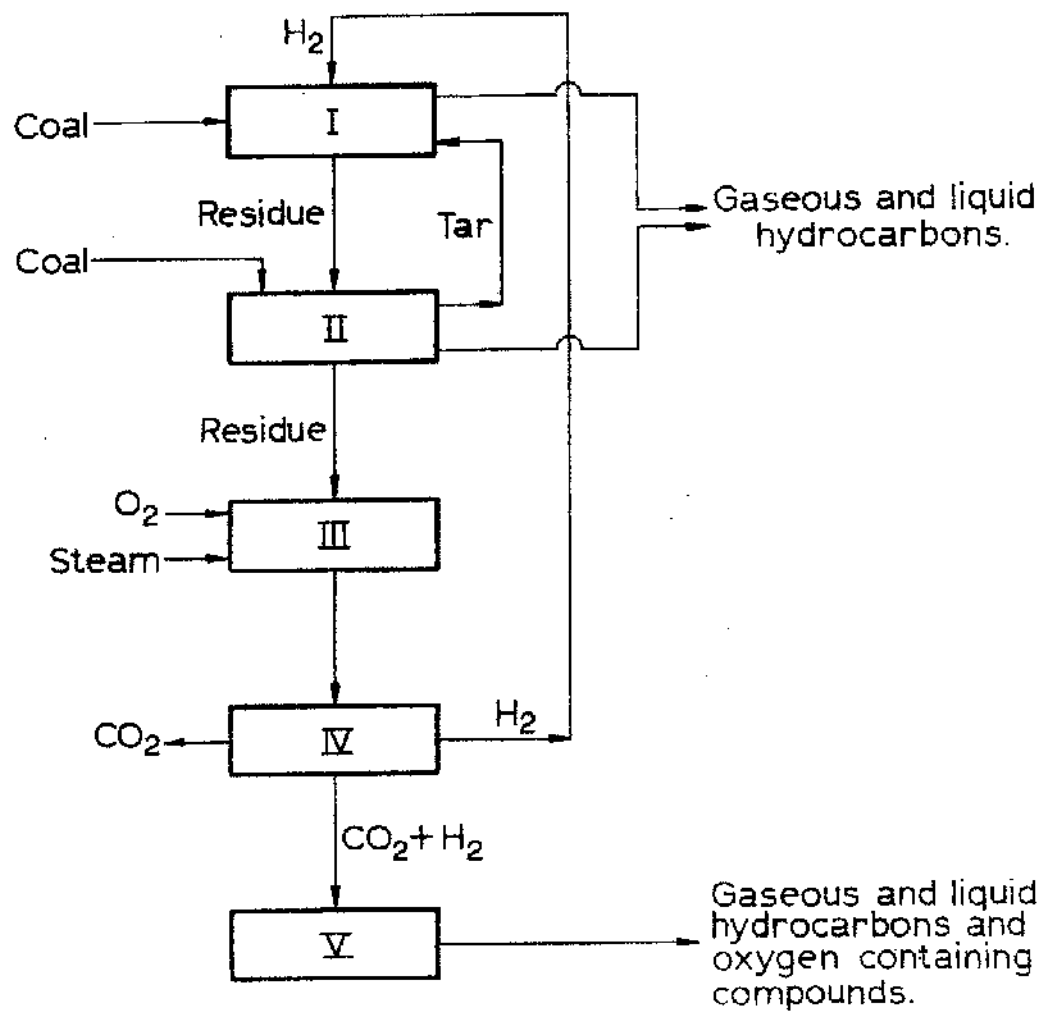 H2
Coal
I
Residue
Tar
Gaseous and liquid
hydrocarbons.
Coal
II
Residue
O2
Steam
III
CO2
IV
H2
CO2+H2
V
Gaseous and liquid
hydrocarbons and
oxygen containing
compounds.